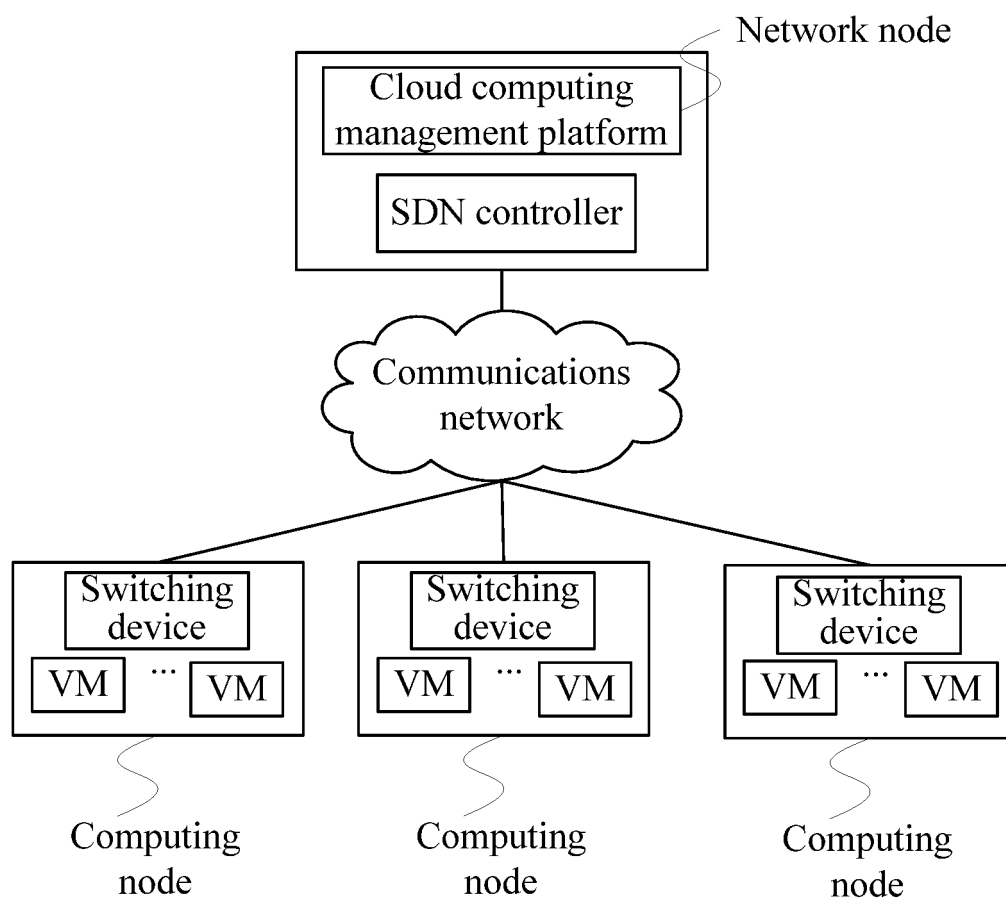 Network node
Cloud computing
management platform
SDN controller
Communications
network
Switching
device
VM ... VM
Switching
device
VM ... VM
Switching
device
VM ... VM
Computing
node
Computing
node
Computing
node